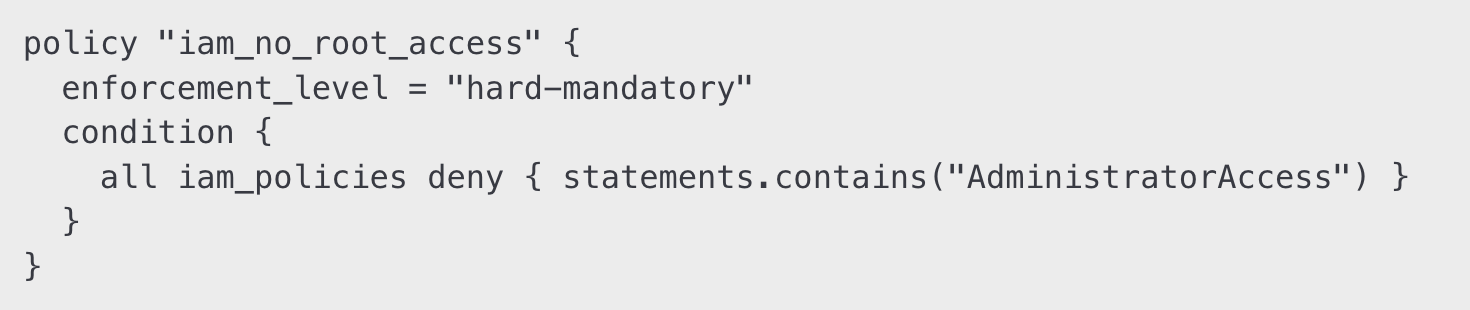 policy "iam_no_root_access" {
  enforcement_level = "hard-mandatory"
  condition {
    all iam_policies deny { statements.contains("AdministratorAccess") }
  }
}